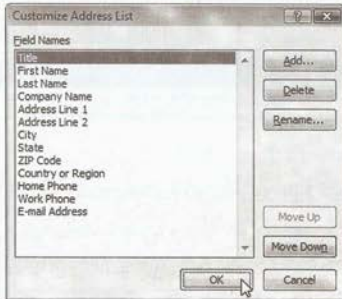 Customize Address List
Field Names
Title
First Name
Last Name
Company Name
Address Line 1
Address Line 2
City
State
ZIP Code
Country or Region
Home Phone
Work Phone
E-mail Address
Add...
Delete
Rename...
Move Up
Move Down
OK
Cancel